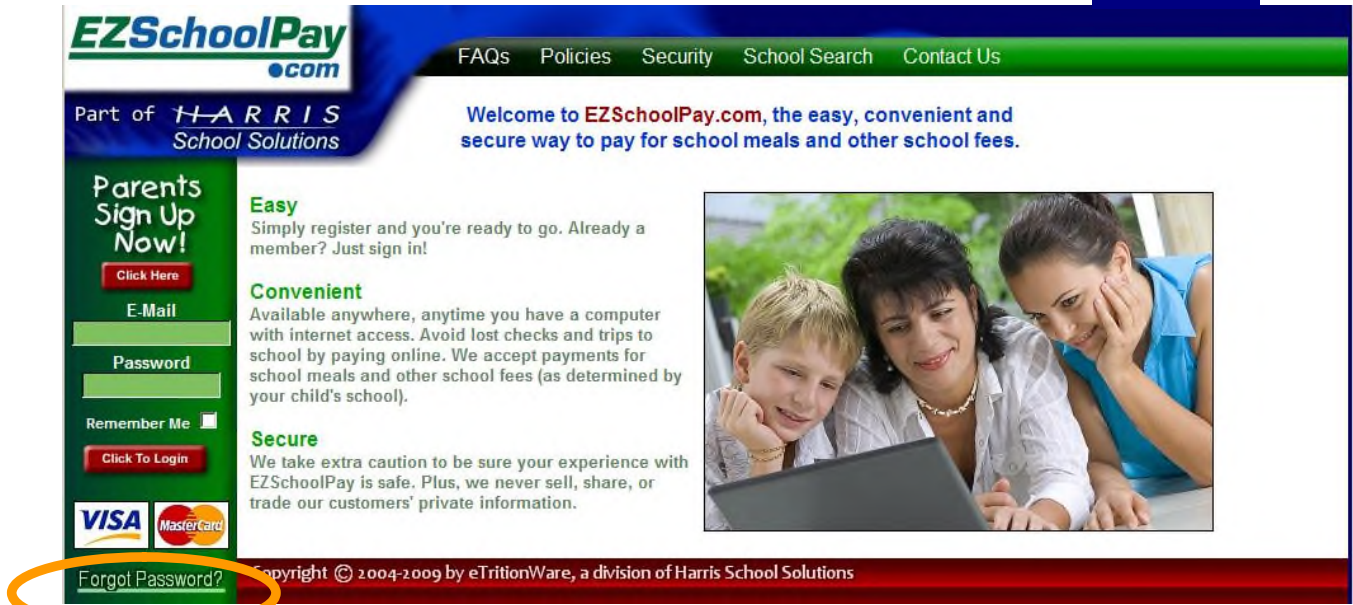 EZSchoolPay
.com
FAQs Policies Security School Search Contact Us
Part of HARRIS
School Solutions
Welcome to EZSchoolPay.com, the easy, convenient and
secure way to pay for school meals and other school fees.
Parents
Sign Up
Now!
Click Here
E-Mail
Password
Remember Me
Click To Login
VISA MasterCard
Forgot Password?
Easy
Simply register and you're ready to go. Already a
member? Just sign in!
Convenient
Available anywhere, anytime you have a computer
with internet access. Avoid lost checks and trips to
school by paying online. We accept payments for
school meals and other school fees (as determined by
your child's school).
Secure
We take extra caution to be sure your experience with
EZSchoolPay is safe. Plus, we never sell, share, or
trade our customers' private information.
Copyright © 2004-2009 by eTritionWare, a division of Harris School Solutions